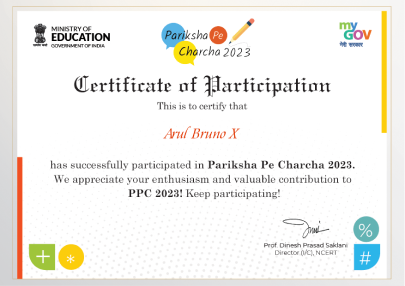 MINISTRY OF
EDUCATION
GOVERNMENT OF INDIA
Pariksha Pe
Charcha 2023
my
GOV
मेरी सरकार
Certificate of Participation
This is to certify that
Arul Bruno X
has successfully participated in Pariksha Pe Charcha 2023.
We appreciate your enthusiasm and valuable contribution to
PPC 2023! Keep participating!
Prof. Dinesh Prasad Saklani
Director (I/C), NCERT
+
*
%
#